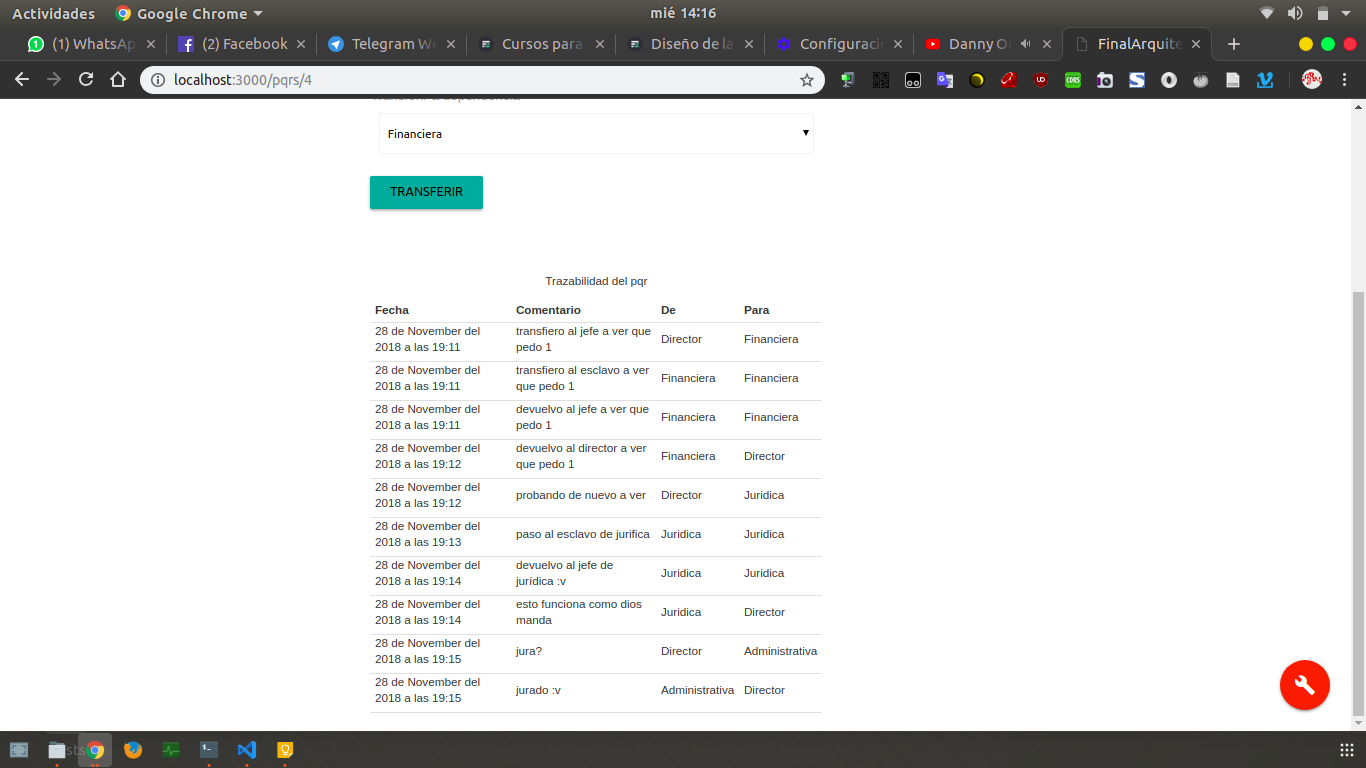 Actividades
Google Chrome
mié 14:16
(1) WhatsAp
(2) Facebook
Telegram We
Cursos para
Diseño de la
Configuraci
Danny O
FinalArquite
localhost:3000/pqrs/4
Financiera
TRANSFERIR
Trazabilidad del pqr
Fecha Comentario De Para
28 de November del
2018 a las 19:11
transfiero al jefe a ver que
pedo 1
Director
Financiera
28 de November del
2018 a las 19:11
transfiero al esclavo a ver
que pedo 1
Financiera
Financiera
28 de November del
2018 a las 19:11
devuelvo al jefe a ver que
pedo 1
Financiera
Financiera
28 de November del
2018 a las 19:12
devuelvo al director a ver
que pedo 1
Financiera
Director
28 de November del
2018 a las 19:12
probando de nuevo a ver
Director
Juridica
28 de November del
2018 a las 19:13
paso al esclavo de jurifica
Juridica
Juridica
28 de November del
2018 a las 19:14
devuelvo al jefe de
jurídica :v
Juridica
Juridica
28 de November del
2018 a las 19:14
esto funciona como dios
manda
Juridica
Director
28 de November del
2018 a las 19:15
jura?
Director
Administrativa
28 de November del
2018 a las 19:15
jurado :v
Administrativa
Director